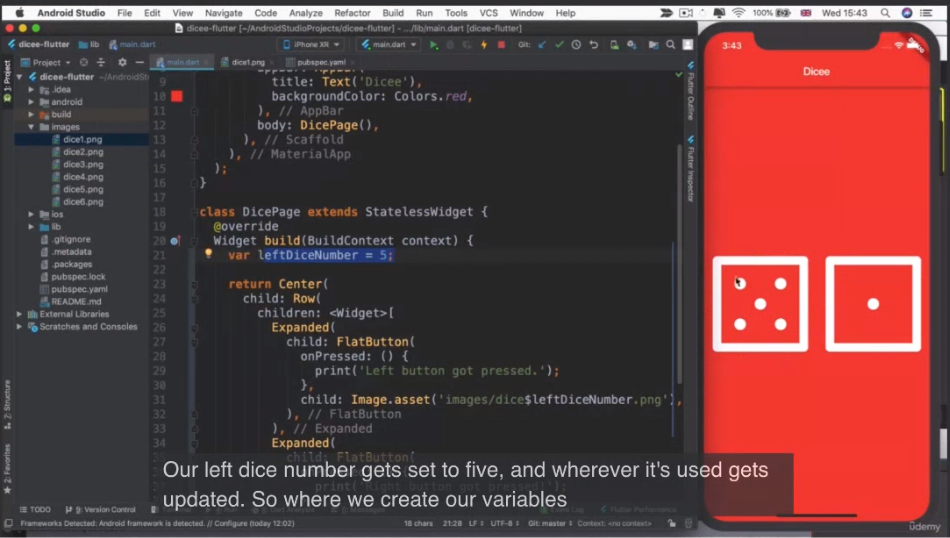 Android Studio File Edit View Navigate Code Analyze Refactor Build Run Tools VCS Window Help 100% Wed 15:43
dicee-flutter [~/AndroidStudioProjects/dicee-flutter] - .../lib/main.dart [dicee-flutter]
dicee-flutter lib main.dart iPhone XR main.dart Git:
Project main.dart dice1.png pubspec.yaml
1: Project
dicee-flutter ~/AndroidSt
.idea
android
build
images
dice1.png
dice2.png
dice3.png
dice4.png
dice5.png
dice6.png
ios
lib
.gitignore
.metadata
.packages
pubspec.lock
pubspec.yaml
README.md
External Libraries
Scratches and Consoles
7: Structure
2: Favorites
9 title: Text('Dicee'),
10 backgroundColor: Colors.red,
11 ), // AppBar
12 body: DicePage(),
13 ), // Scaffold
14 ), // MaterialApp
15 );
16 }
17
18 class DicePage extends StatelessWidget {
19 @override
20 Widget build(BuildContext context) {
21 var leftDiceNumber = 5;
22
23 return Center(
24 child: Row(
25 children: <Widget>[
26 Expanded(
27 child: FlatButton(
28 onPressed: () {
29 print('Left button got pressed.');
30 },
31 child: Image.asset('images/dice$leftDiceNumber.png'),
32 ), // FlatButton
33 ), // Expanded
34 Expanded(
Flutter Outline
Flutter Inspector
3:43
Dicee
Our left dice number gets set to five, and wherever it's used gets
updated. So where we create our variables
TODO 9: Version Control
Frameworks Detected: Android framework is detected. // Configure (today 12:02) 18 chars 21:28 LF UTF-8 Git: master Context: <no context>
udemy